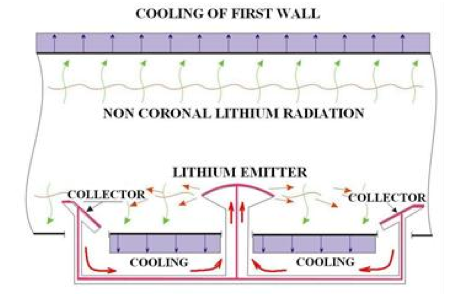 COOLING OF FIRST WALL
NON CORONAL LITHIUM RADIATION
LITHIUM EMITTER
COLLECTOR
COLLECTOR
COOLING
COOLING